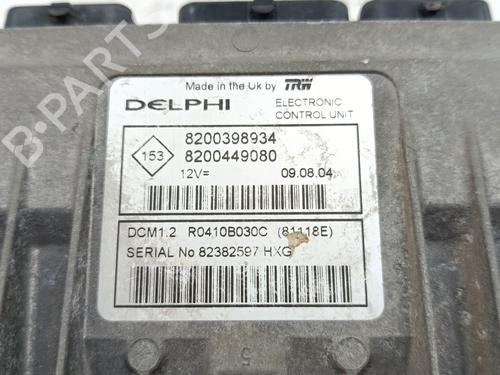 Made in the Uk by TRW
DELPHI
ELECTRONIC
CONTROL UNIT
153
8200398934
8200449080
12V=
09.08.04
DCM1.2 R0410B030C (81118E)
SERIAL No 82382597 HXG
B-PARTS